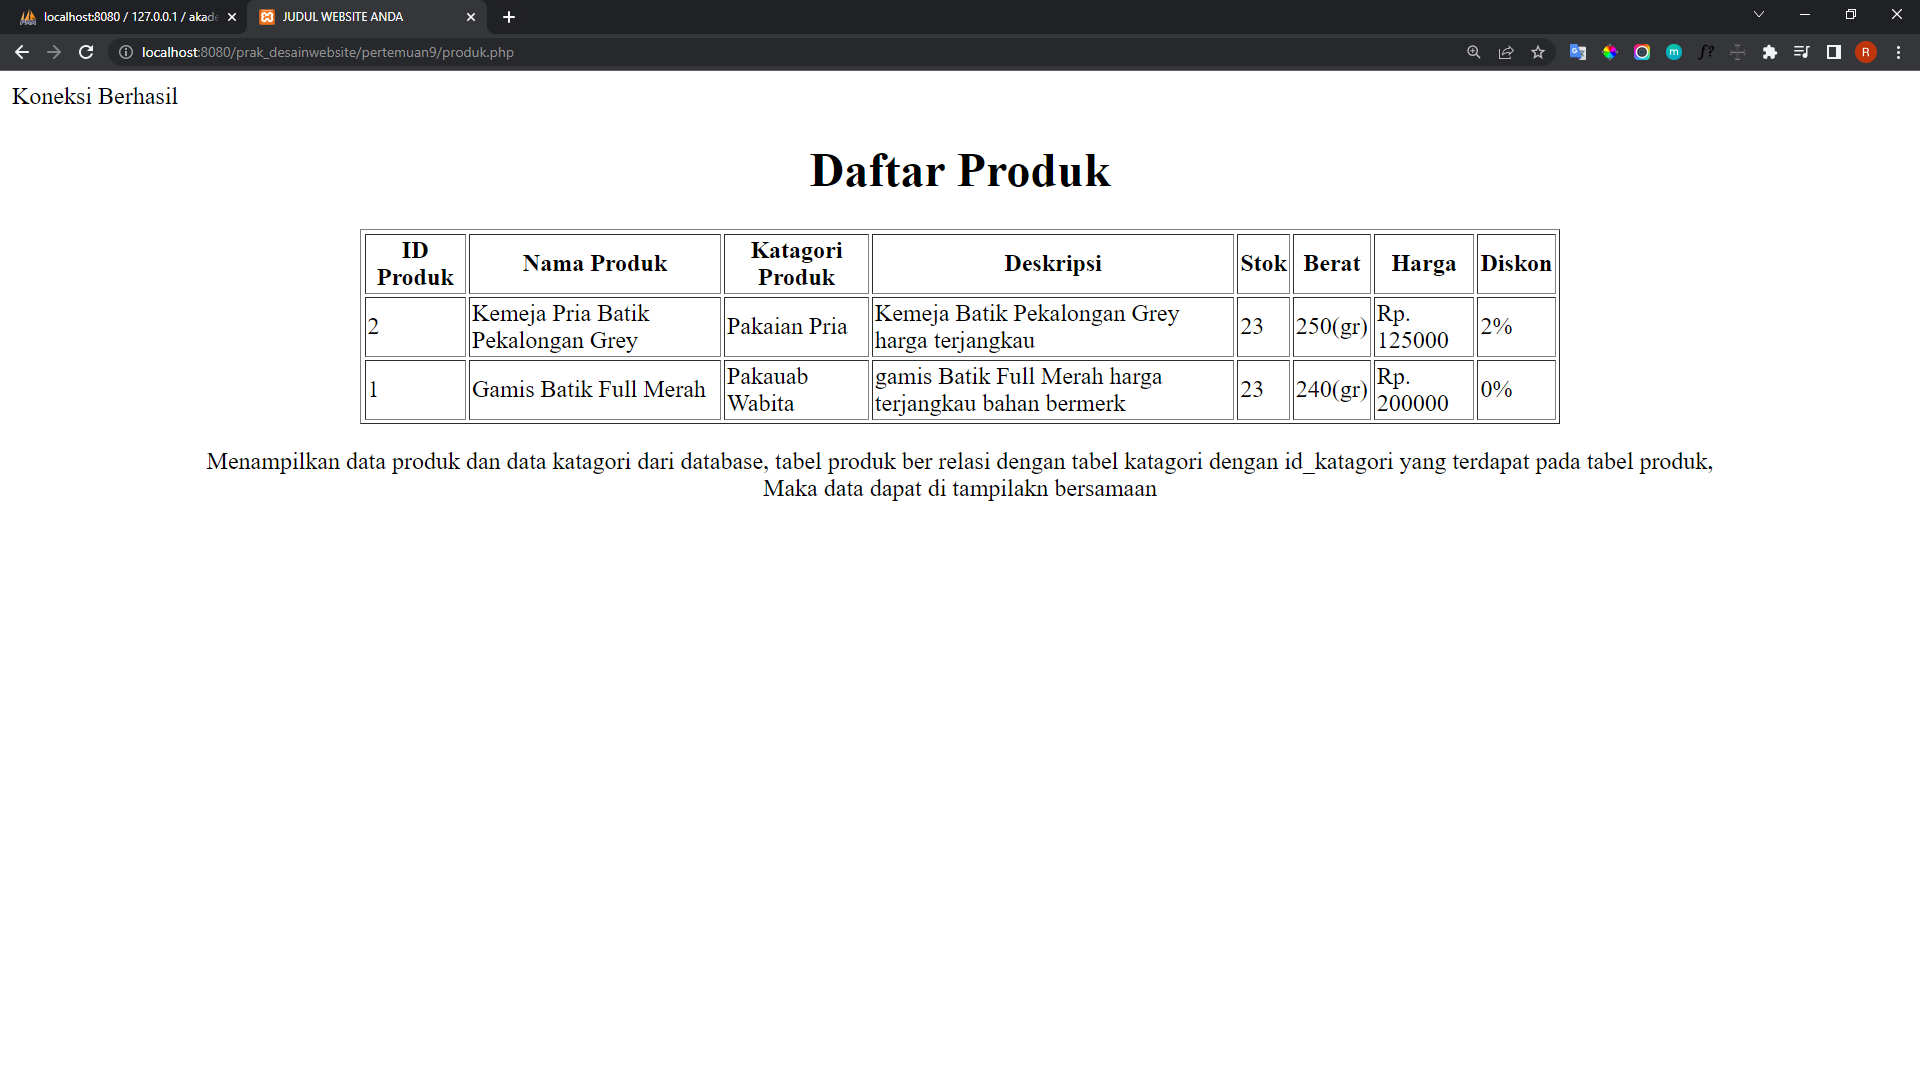 localhost:8080 / 127.0.0.1 / akad
JUDUL WEBSITE ANDA
localhost:8080/prak_desainwebsite/pertemuan9/produk.php
m
f?
R
Koneksi Berhasil
Daftar Produk
ID Produk Nama Produk Katagori Produk Deskripsi Stok Berat Harga Diskon
2 Kemeja Pria Batik Pekalongan Grey Pakaian Pria Kemeja Batik Pekalongan Grey harga terjangkau 23 250(gr) Rp. 125000 2%
1 Gamis Batik Full Merah Pakauab Wabita gamis Batik Full Merah harga terjangkau bahan bermerk 23 240(gr) Rp. 200000 0%
Menampilkan data produk dan data katagori dari database, tabel produk ber relasi dengan tabel katagori dengan id_katagori yang terdapat pada tabel produk,
Maka data dapat di tampilakn bersamaan